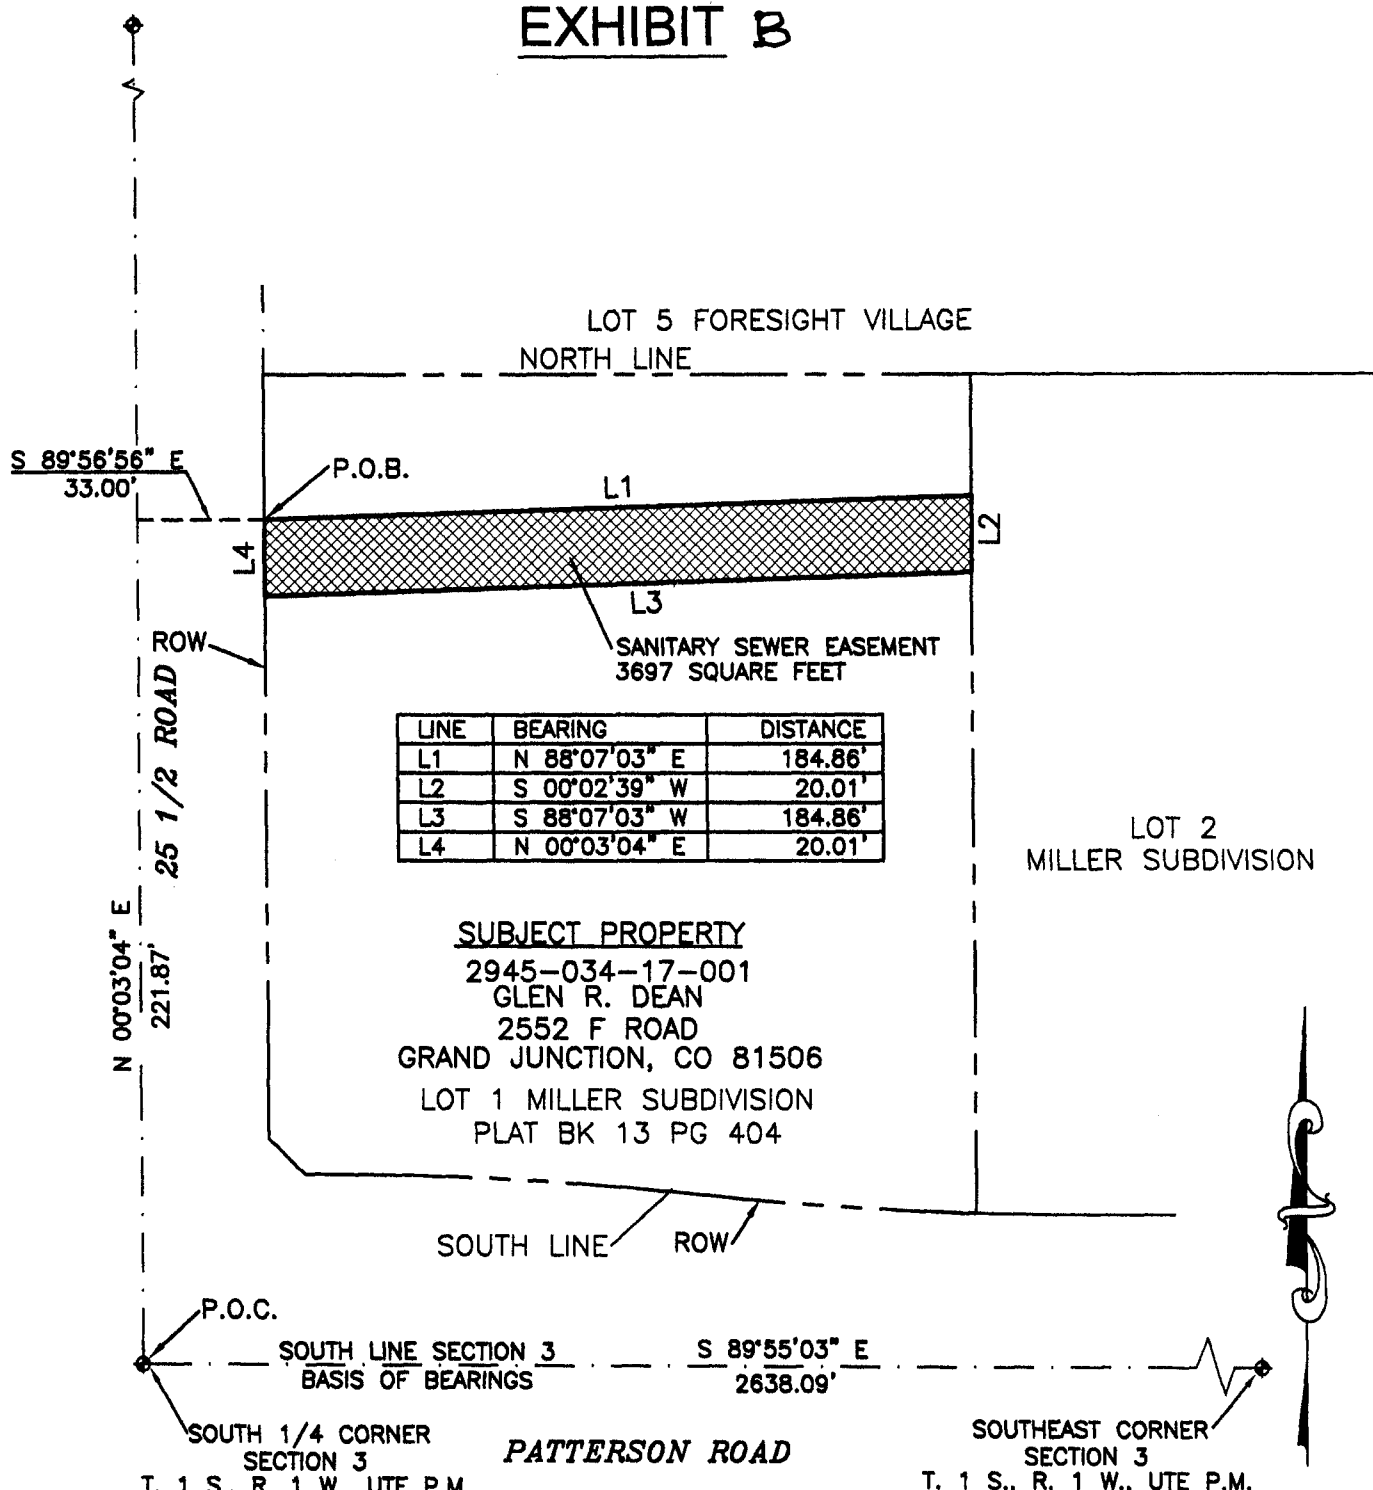 EXHIBIT B
LOT 5 FORESIGHT VILLAGE
NORTH LINE
S 89°56'56" E
33.00'
P.O.B.
L1
L2
L4
L3
ROW
SANITARY SEWER EASEMENT
3697 SQUARE FEET
25 1/2 ROAD
LINE BEARING DISTANCE
L1 N 88°07'03" E 184.86'
L2 S 00°02'39" W 20.01'
L3 S 88°07'03" W 184.86'
L4 N 00°03'04" E 20.01'
LOT 2
MILLER SUBDIVISION
N 00°03'04" E
221.87'
SUBJECT PROPERTY
2945-034-17-001
GLEN R. DEAN
2552 F ROAD
GRAND JUNCTION, CO 81506
LOT 1 MILLER SUBDIVISION
PLAT BK 13 PG 404
SOUTH LINE
ROW
P.O.C.
SOUTH LINE SECTION 3
BASIS OF BEARINGS
S 89°55'03" E
2638.09'
SOUTH 1/4 CORNER
SECTION 3
T. 1 S., R. 1 W., UTE P.M.
PATTERSON ROAD
SOUTHEAST CORNER
SECTION 3
T. 1 S., R. 1 W., UTE P.M.